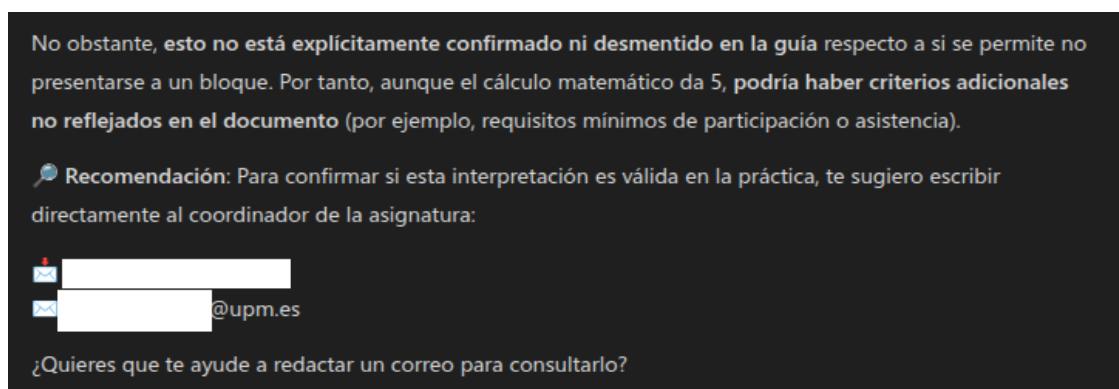 No obstante, esto no está explícitamente confirmado ni desmentido en la guía respecto a si se permite no
presentarse a un bloque. Por tanto, aunque el cálculo matemático da 5, podría haber criterios adicionales
no reflejados en el documento (por ejemplo, requisitos mínimos de participación o asistencia).
🔎 Recomendación: Para confirmar si esta interpretación es válida en la práctica, te sugiero escribir
directamente al coordinador de la asignatura:
@upm.es
¿Quieres que te ayude a redactar un correo para consultarlo?